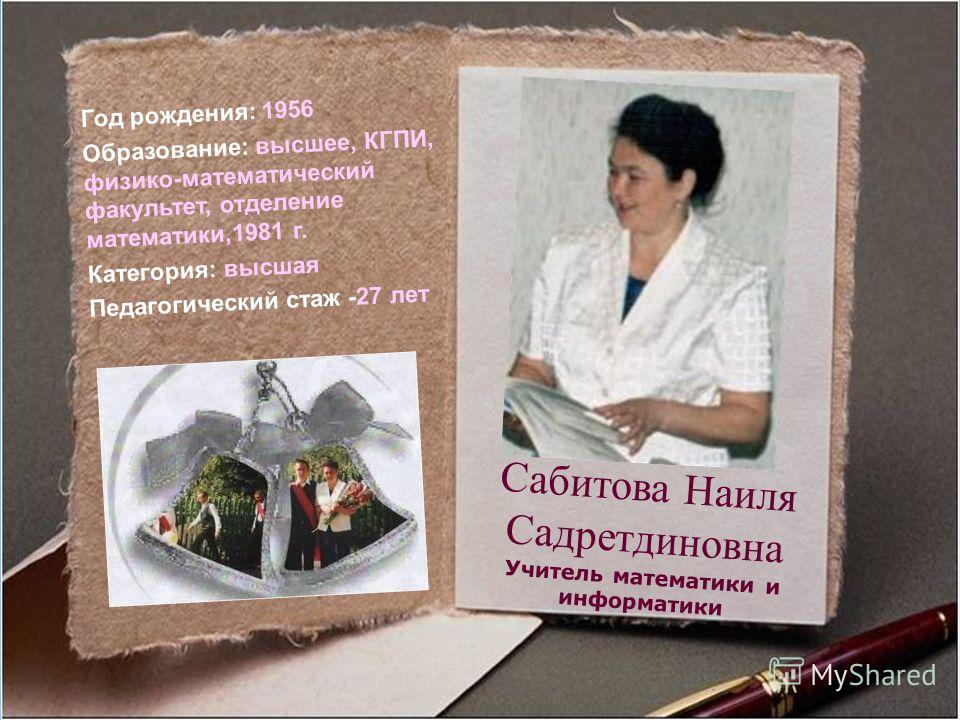 Год рождения: 1956
Образование: высшее, КГПИ,
физико-математический
факультет, отделение
математики,1981 г.
Категория: высшая
Педагогический стаж -27 лет
Сабитова Наиля
Садретдиновна
Учитель математики и
информатики
MyShared